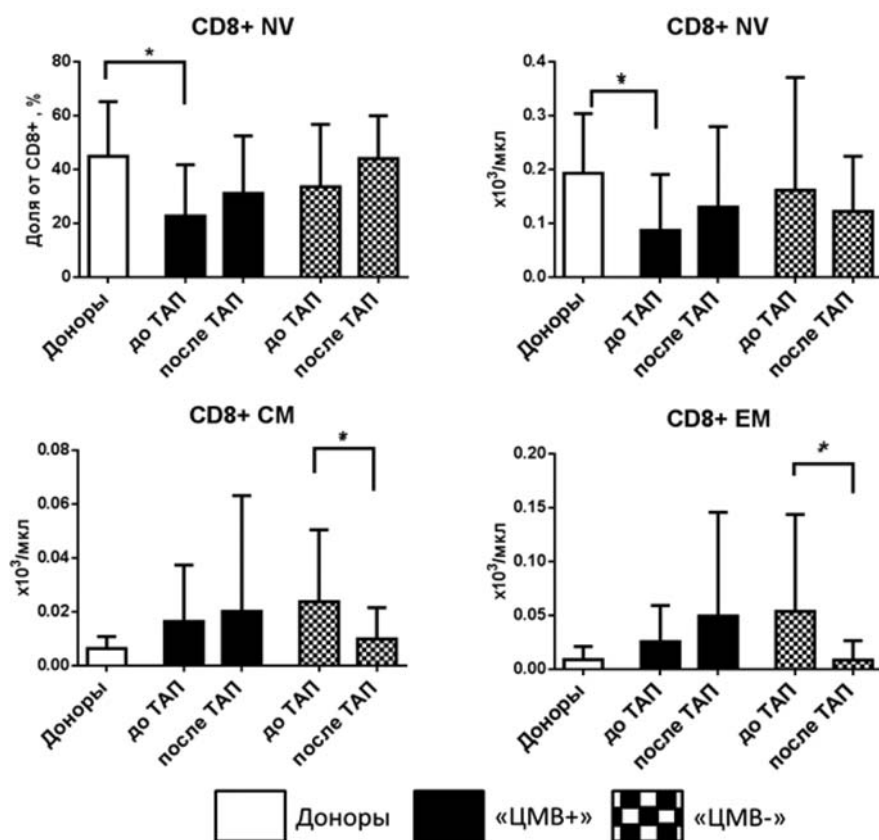 CD8+ NV
Доля от CD8+ , %
80
60
40
20
0
*
Доноры
до ТАП
после ТАП
до ТАП
после ТАП
CD8+ NV
x10³/мкл
0.4
0.3
0.2
0.1
0.0
*
Доноры
до ТАП
после ТАП
до ТАП
после ТАП
CD8+ CM
x10³/мкл
0.08
0.06
0.04
0.02
0.00
*
Доноры
до ТАП
после ТАП
до ТАП
после ТАП
CD8+ EM
x10³/мкл
0.20
0.15
0.10
0.05
0.00
*
Доноры
до ТАП
после ТАП
до ТАП
после ТАП
Доноры «ЦМВ+» «ЦМВ-»